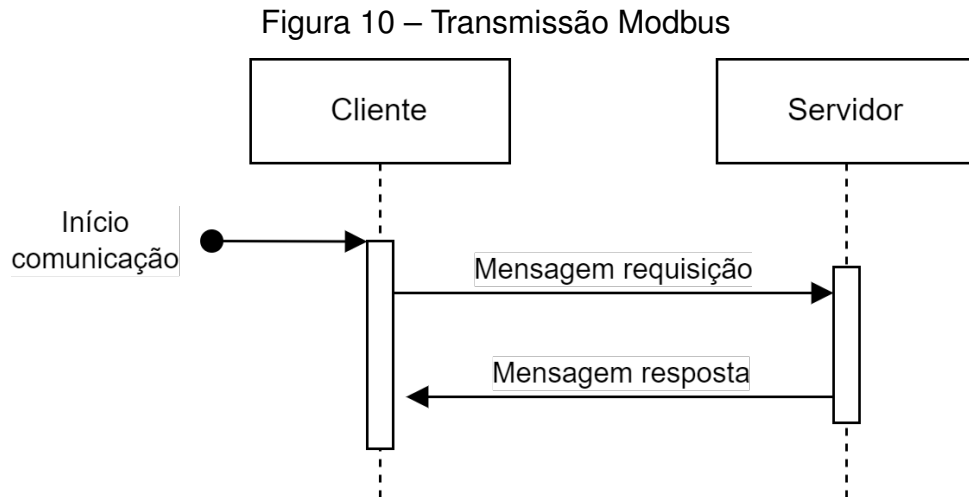 Figura 10 – Transmissão Modbus
Cliente
Servidor
Início
comunicação
Mensagem requisição
Mensagem resposta